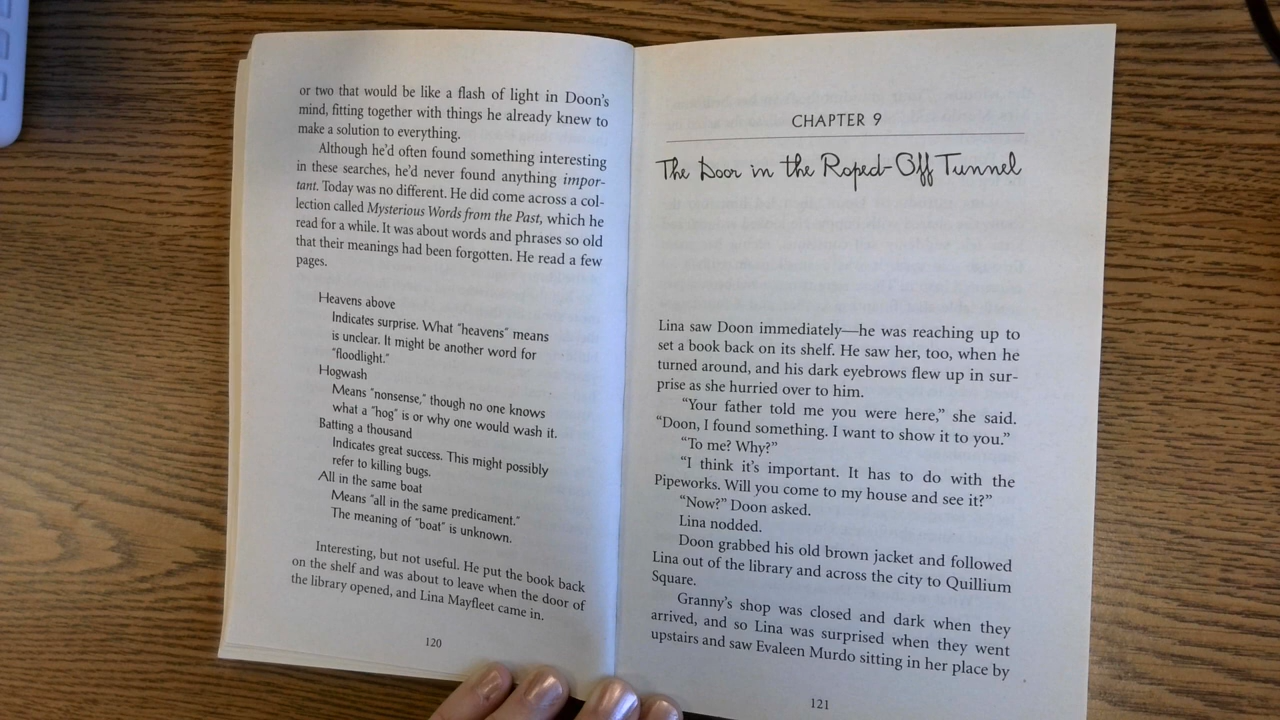 or two that would be like a flash of light in Doon's
mind, fitting together with things he already knew to
make a solution to everything.
Although he'd often found something interesting
in these searches, he'd never found anything impor-
tant. Today was no different. He did come across a col-
lection called Mysterious Words from the Past, which he
read for a while. It was about words and phrases so old
that their meanings had been forgotten. He read a few
pages.
Heavens above
Indicates surprise. What "heavens" means
is unclear. It might be another word for
"floodlight."
Hogwash
Means "nonsense," though no one knows
what a "hog" is or why one would wash it.
Batting a thousand
Indicates great success. This might possibly
refer to killing bugs.
All in the same boat
Means "all in the same predicament."
The meaning of "boat" is unknown.
Interesting, but not useful. He put the book back
on the shelf and was about to leave when the door of
the library opened, and Lina Mayfleet came in.
120
CHAPTER 9
The Door in the Roped-Off Tunnel
Lina saw Doon immediately—he was reaching up to
set a book back on its shelf. He saw her, too, when he
turned around, and his dark eyebrows flew up in sur-
prise as she hurried over to him.
"Your father told me you were here," she said.
"Doon, I found something. I want to show it to you."
"To me? Why?"
"I think it's important. It has to do with the
Pipeworks. Will you come to my house and see it?"
"Now?" Doon asked.
Lina nodded.
Doon grabbed his old brown jacket and followed
Lina out of the library and across the city to Quillium
Square.
Granny's shop was closed and dark when they
arrived, and so Lina was surprised when they went
upstairs and saw Evaleen Murdo sitting in her place by
121